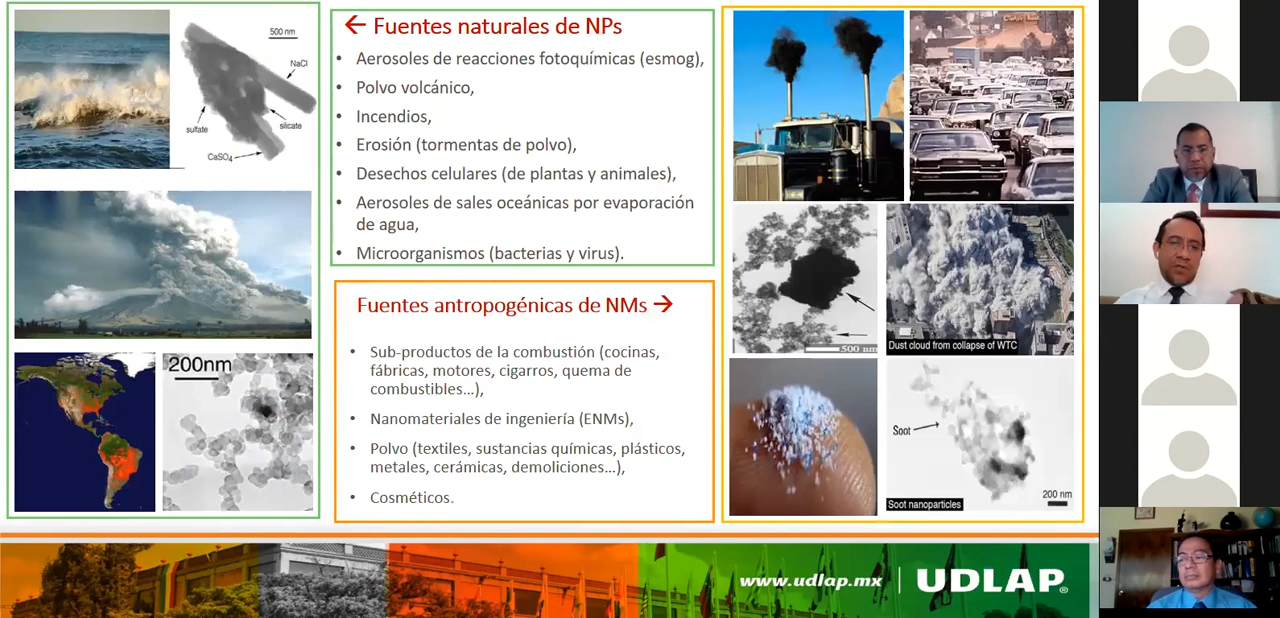 500 nm
NaCl
sulfate
silicate
CaSO4
200nm
← Fuentes naturales de NPs
• Aerosoles de reacciones fotoquímicas (esmog),
• Polvo volcánico,
• Incendios,
• Erosión (tormentas de polvo),
• Desechos celulares (de plantas y animales),
• Aerosoles de sales oceánicas por evaporación
de agua,
• Microorganismos (bacterias y virus).
Fuentes antropogénicas de NMs →
• Sub-productos de la combustión (cocinas,
fábricas, motores, cigarros, quema de
combustibles...),
• Nanomateriales de ingeniería (ENMs),
• Polvo (textiles, sustancias químicas, plásticos,
metales, cerámicas, demoliciones...),
• Cosméticos.
500 nm
Dust cloud from collapse of WTC
Soot
Soot nanoparticles
200 nm
www.udlap.mx | UDLAP®